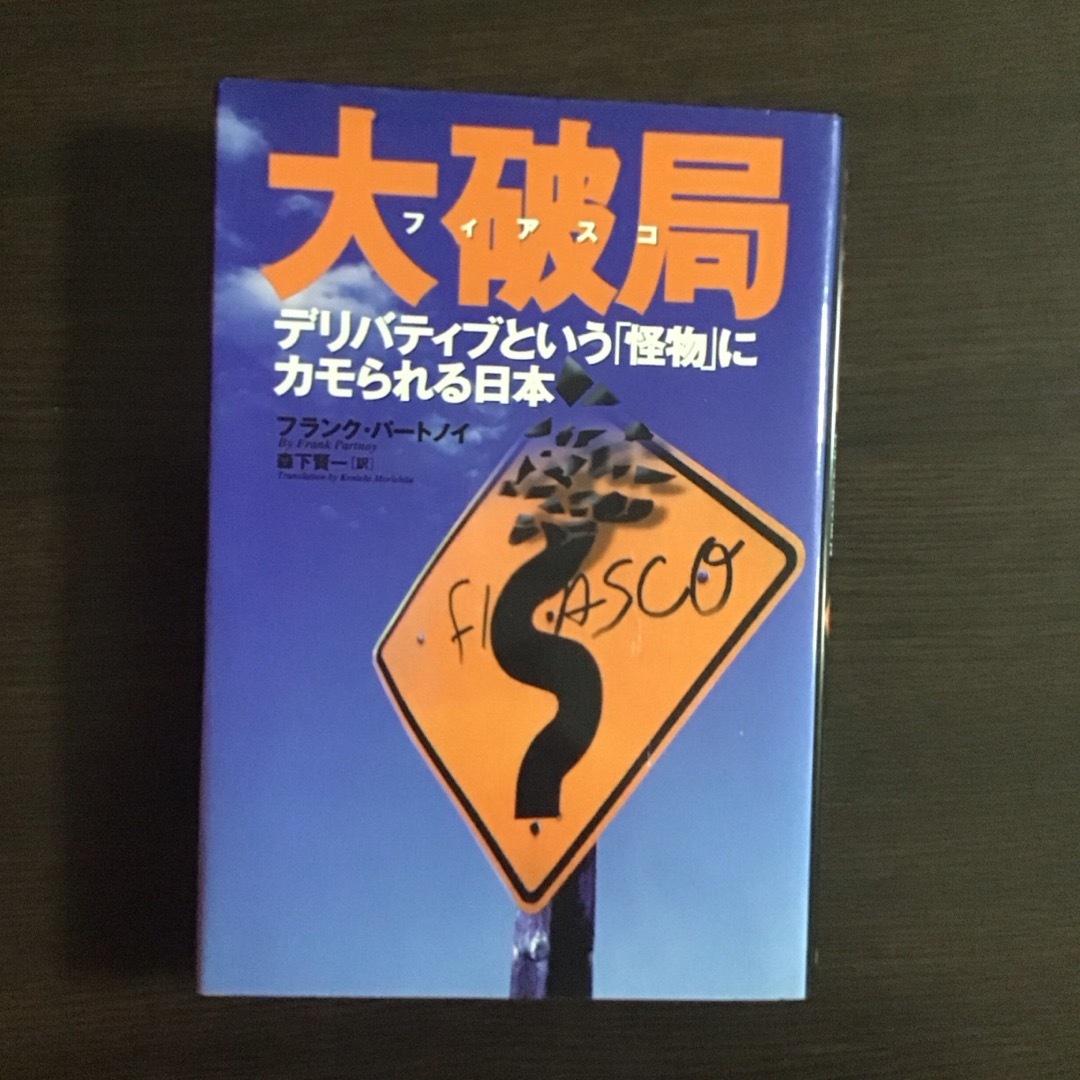 大破局
フィアスコ
デリバティブという「怪物」に
カモられる日本
フランク・パートノイ
By Frank Partnoy
森下賢一[訳]
Translation by Kenichi Morishita
FI ASCO